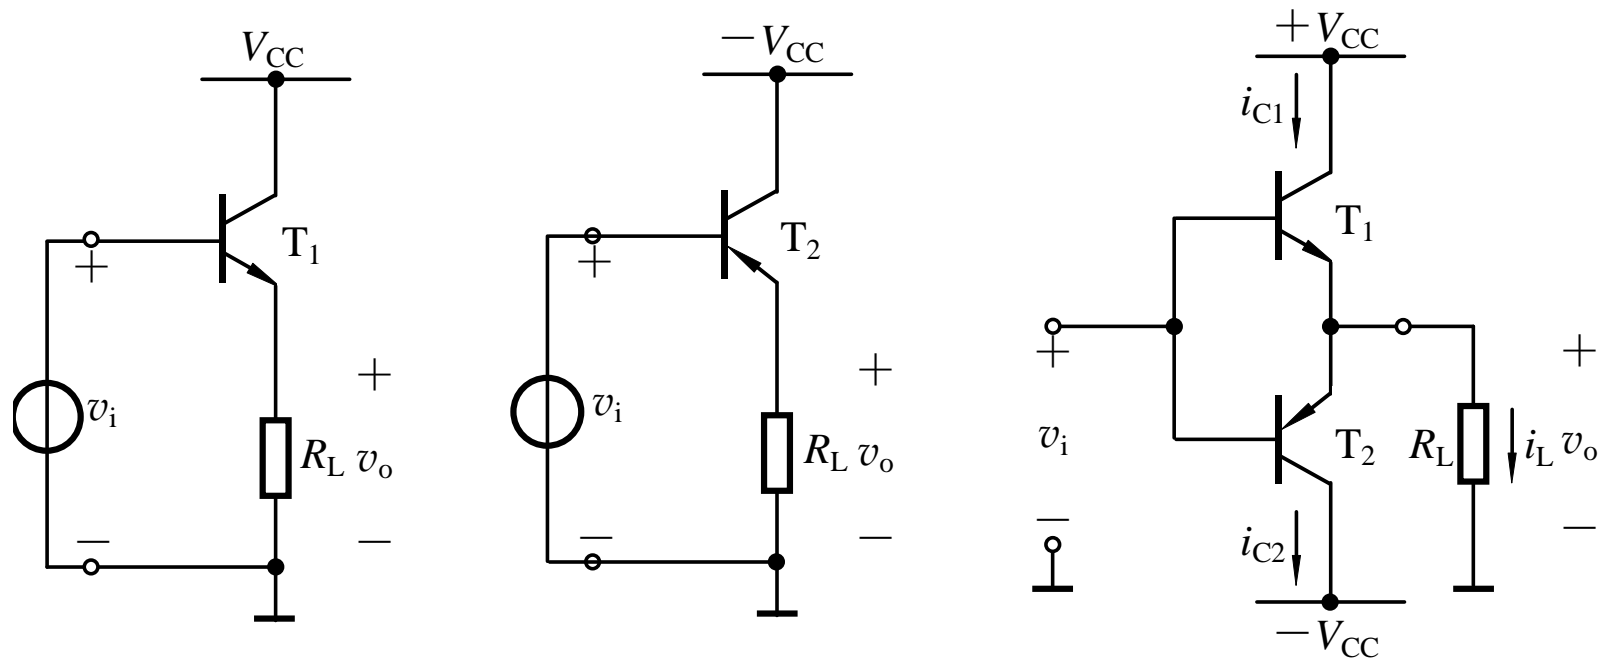 V_CC
T_1
+
v_i
+
R_L v_o
−
−
−V_CC
T_2
+
v_i
+
R_L v_o
−
−
+V_CC
i_C1
T_1
+
+
v_i
T_2
R_L
i_L v_o
−
−
i_C2
−V_CC